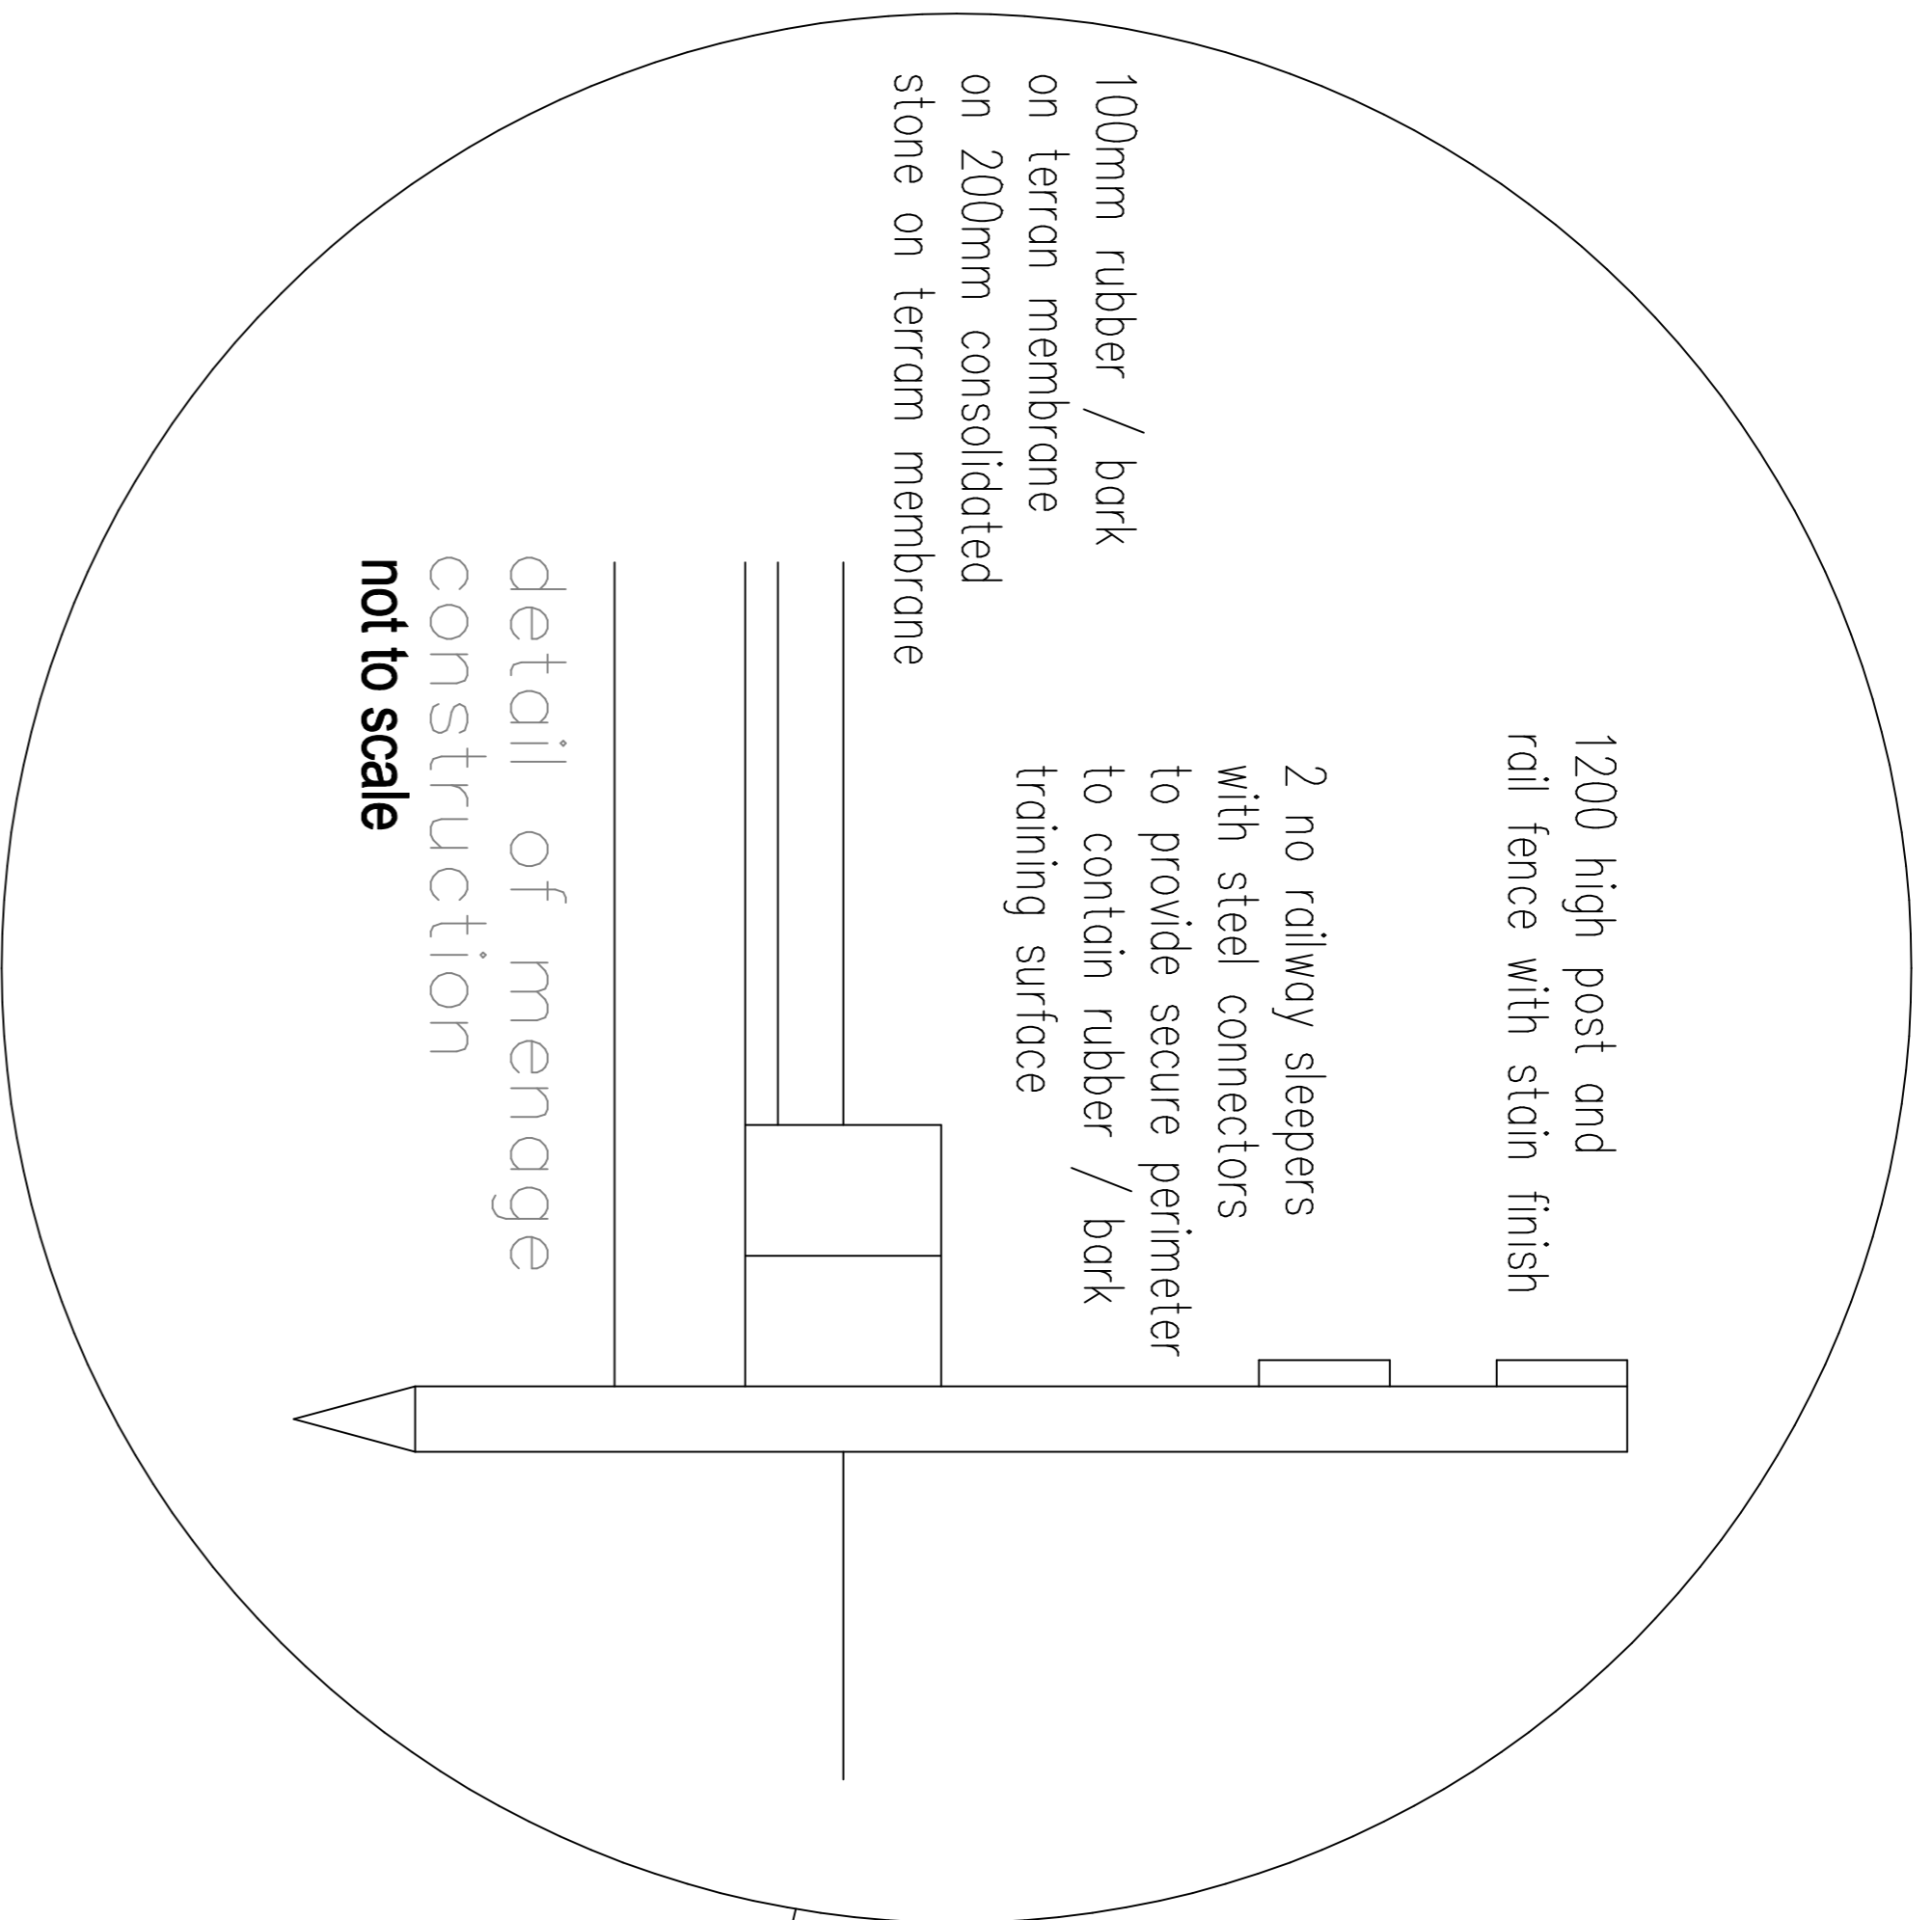 1200 high post and
rail fence with stain finish
2 no railway sleepers
with steel connectors
to provide secure perimeter
to contain rubber / bark
training surface
100mm rubber / bark
on terran membrane
on 200mm consolidated
stone on terram membrane
detail of menage
construction
not to scale